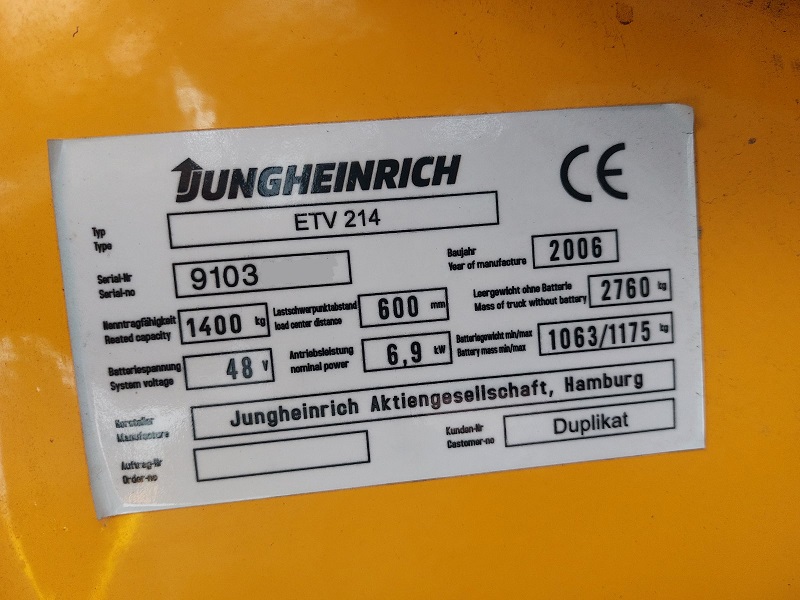 JUNGHEINRICH
CE
Typ
Type
ETV 214
Serial-Nr
Serial-no
9103
Baujahr
Year of manufacture
2006
Nenntragfähigkeit
Reated capacity
1400 kg
Lastschwerpunktabstand
load center distance
600 mm
Leergewicht ohne Batterie
Mass of truck without battery
2760 kg
Batteriespannung
System voltage
48 V
Antriebsleistung
nominal power
6,9 kW
Batteriegewicht min/max
Battery mass min/max
1063/1175 kg
Hersteller
Manufacture
Jungheinrich Aktiengesellschaft, Hamburg
Auftrag-Nr
Order-no
Kunden-Nr
Customer-no
Duplikat